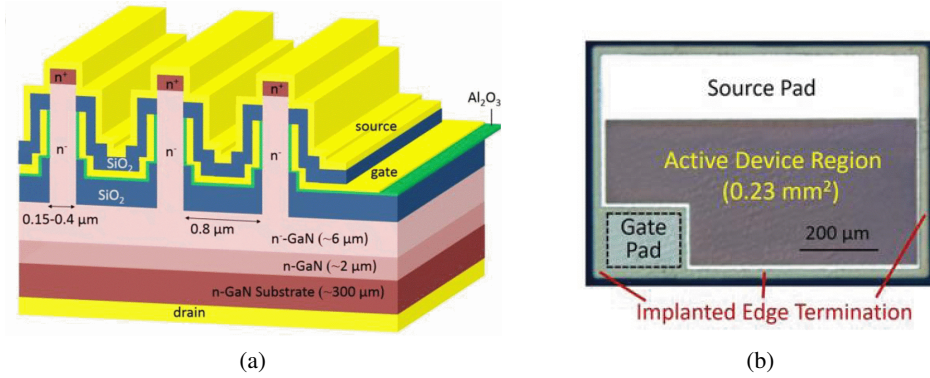 n⁺
n⁺
n⁺
Al₂O₃
n⁻
n⁻
n⁻
source
gate
SiO₂
SiO₂
0.15-0.4 μm
0.8 μm
n⁻-GaN (~6 μm)
n-GaN (~2 μm)
n-GaN Substrate (~300 μm)
drain
(a)
Source Pad
Active Device Region
(0.23 mm²)
Gate
Pad
200 μm
Implanted Edge Termination
(b)